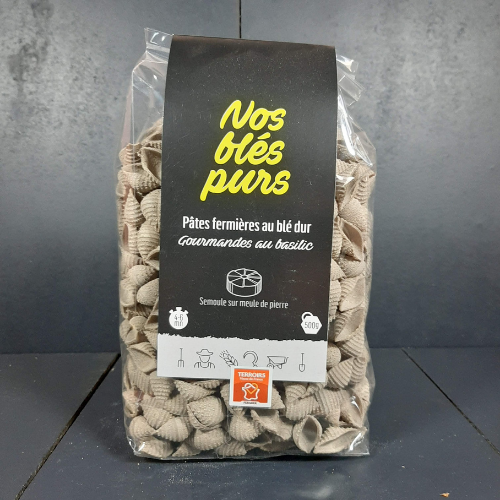 Nos
blés
purs
Pâtes fermières au blé dur
Gourmandes au basilic
Semoule sur meule de pierre
500g
TERROIRS